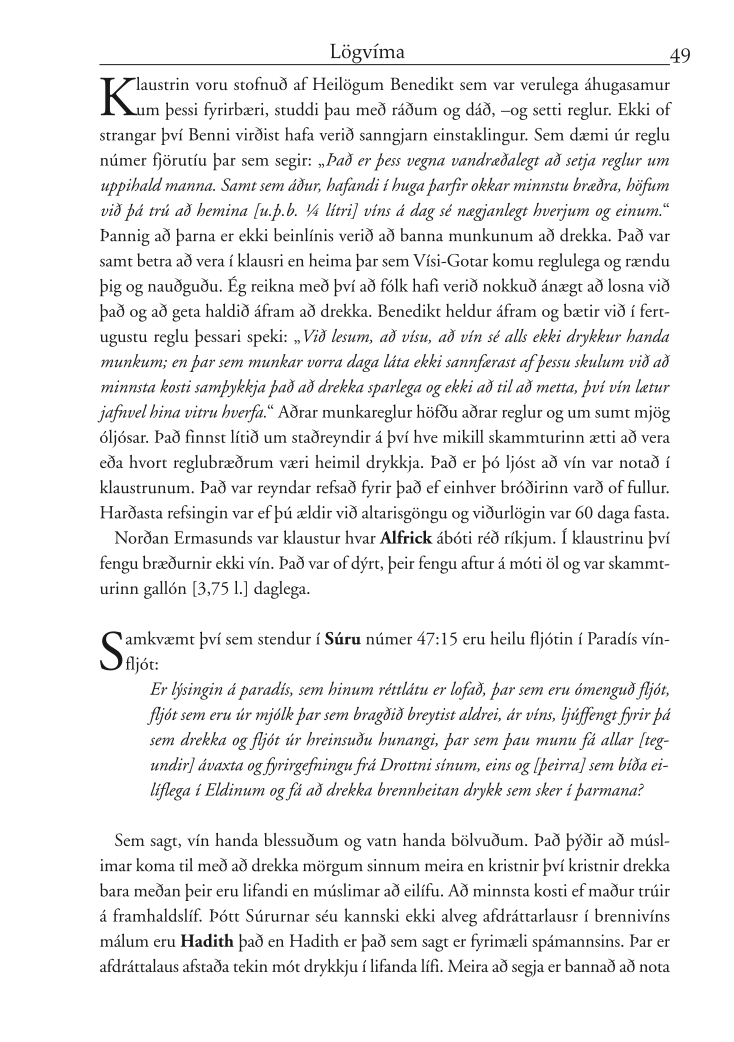 Lögvíma 49
Klaustrin voru stofnuð af Heilögum Benedikt sem var verulega áhugasamur
um þessi fyrirbæri, studdi þau með ráðum og dáð, –og setti reglur. Ekki of
strangar því Benni virðist hafa verið sanngjarn einstaklingur. Sem dæmi úr reglu
númer fjörutíu þar sem segir: „Það er þess vegna vandræðalegt að setja reglur um
uppihald manna. Samt sem áður, hafandi í huga þarfir okkar minnstu bræðra, höfum
við þá trú að hemina [u.þ.b. ¼ lítri] víns á dag sé nægjanlegt hverjum og einum.“
Þannig að þarna er ekki beinlínis verið að banna munkunum að drekka. Það var
samt betra að vera í klausri en heima þar sem Vísi-Gotar komu reglulega og rændu
þig og nauðguðu. Ég reikna með því að fólk hafi verið nokkuð ánægt að losna við
það og að geta haldið áfram að drekka. Benedikt heldur áfram og bætir við í fert-
ugustu reglu þessari speki: „Við lesum, að vísu, að vín sé alls ekki drykkur handa
munkum; en þar sem munkar vorra daga láta ekki sannfærast af þessu skulum við að
minnsta kosti samþykkja það að drekka sparlega og ekki að til að metta, því vín lætur
jafnvel hina vitru hverfa.“ Aðrar munkareglur höfðu aðrar reglur og um sumt mjög
óljósar. Það finnst lítið um staðreyndir á því hve mikill skammturinn ætti að vera
eða hvort reglubræðrum væri heimil drykkja. Það er þó ljóst að vín var notað í
klaustrunum. Það var reyndar refsað fyrir það ef einhver bróðirinn varð of fullur.
Harðasta refsingin var ef þú ældir við altarisgöngu og viðurlögin var 60 daga fasta.
Norðan Ermasunds var klaustur hvar Alfrick ábóti réð ríkjum. Í klaustrinu því
fengu bræðurnir ekki vín. Það var of dýrt, þeir fengu aftur á móti öl og var skammt-
urinn gallón [3,75 l.] daglega.
Samkvæmt því sem stendur í Súru númer 47:15 eru heilu fljótin í Paradís vín-
fljót:
Er lýsingin á paradís, sem hinum réttlátu er lofað, þar sem eru ómenguð fljót,
fljót sem eru úr mjólk þar sem bragðið breytist aldrei, ár víns, ljúffengt fyrir þá
sem drekka og fljót úr hreinsuðu hunangi, þar sem þau munu fá allar [teg-
undir] ávaxta og fyrirgefningu frá Drottni sínum, eins og [þeirra] sem bíða ei-
líflega í Eldinum og fá að drekka brennheitan drykk sem sker í þarmana?
Sem sagt, vín handa blessuðum og vatn handa bölvuðum. Það þýðir að músl-
imar koma til með að drekka mörgum sinnum meira en kristnir því kristnir drekka
bara meðan þeir eru lifandi en múslimar að eilífu. Að minnsta kosti ef maður trúir
á framhaldslíf. Þótt Súrurnar séu kannski ekki alveg afdráttarlausr í brennivíns
málum eru Hadith það en Hadith er það sem sagt er fyrimæli spámannsins. Þar er
afdráttalaus afstaða tekin mót drykkju í lifanda lífi. Meira að segja er bannað að nota